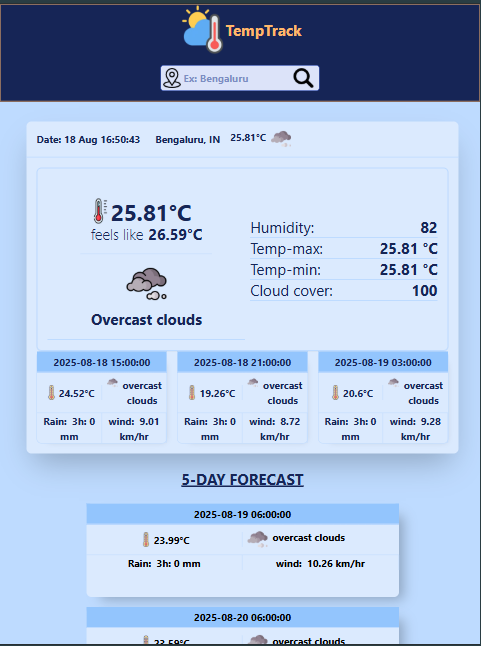 TempTrack
Ex: Bengaluru
Date: 18 Aug 16:50:43 Bengaluru, IN 25.81°C
25.81°C
feels like 26.59°C
Overcast clouds
Humidity: 82
Temp-max: 25.81 °C
Temp-min: 25.81 °C
Cloud cover: 100
2025-08-18 15:00:00
24.52°C
overcast
clouds
Rain: 3h: 0
mm
wind: 9.01
km/hr
2025-08-18 21:00:00
19.26°C
overcast
clouds
Rain: 3h: 0
mm
wind: 8.72
km/hr
2025-08-19 03:00:00
20.6°C
overcast
clouds
Rain: 3h: 0
mm
wind: 9.28
km/hr
5-DAY FORECAST
2025-08-19 06:00:00
23.99°C overcast clouds
Rain: 3h: 0 mm wind: 10.26 km/hr
2025-08-20 06:00:00
23.59°C overcast clouds